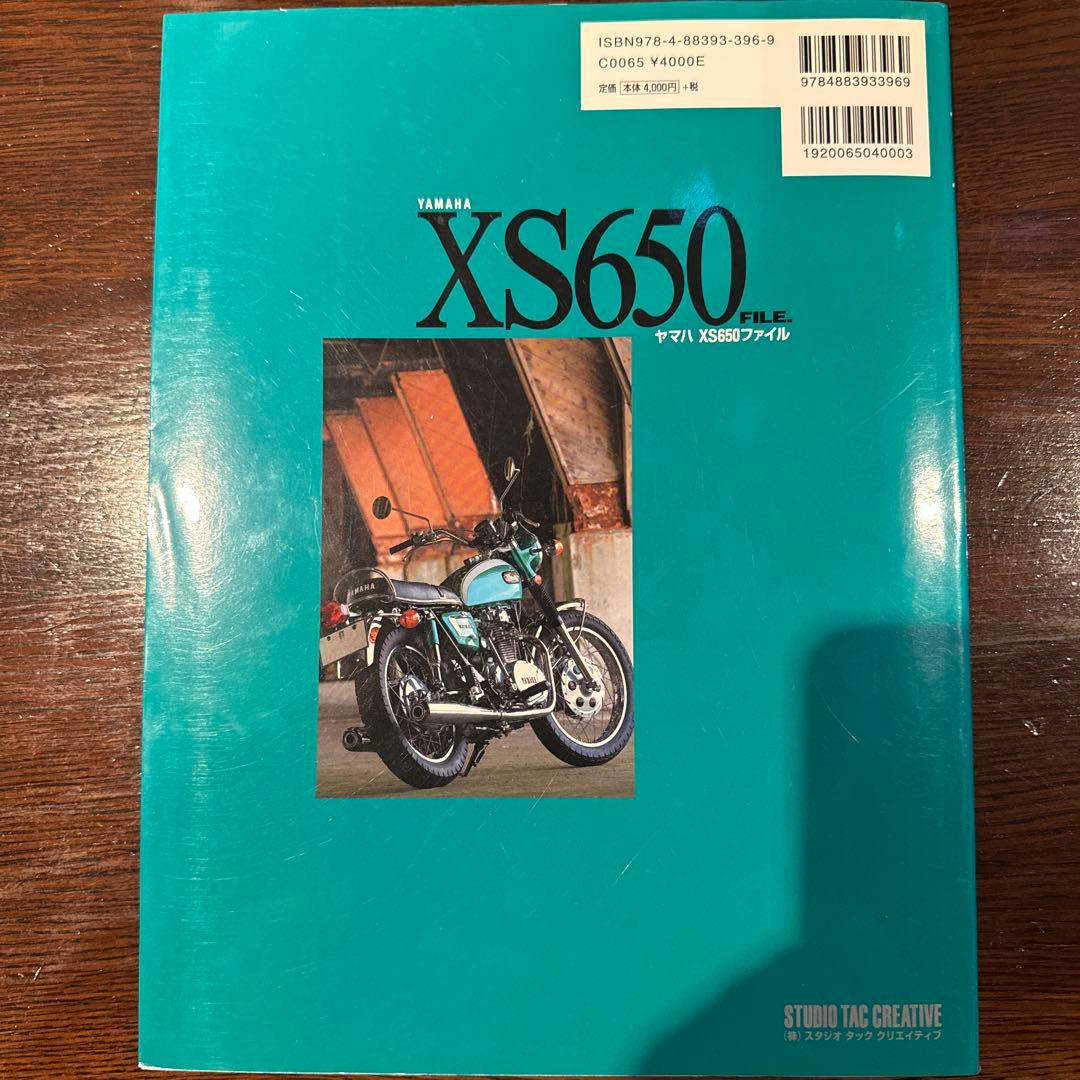 ISBN978-4-88393-396-9
C0065 ¥4000E
定価 本体 4,000円 +税
9784883933969
1920065040003
YAMAHA
XS650
FILE.
ヤマハ XS650ファイル
YAMAHA
YAMAHA
STUDIO TAC CREATIVE
(株)スタジオ タック クリエイティブ